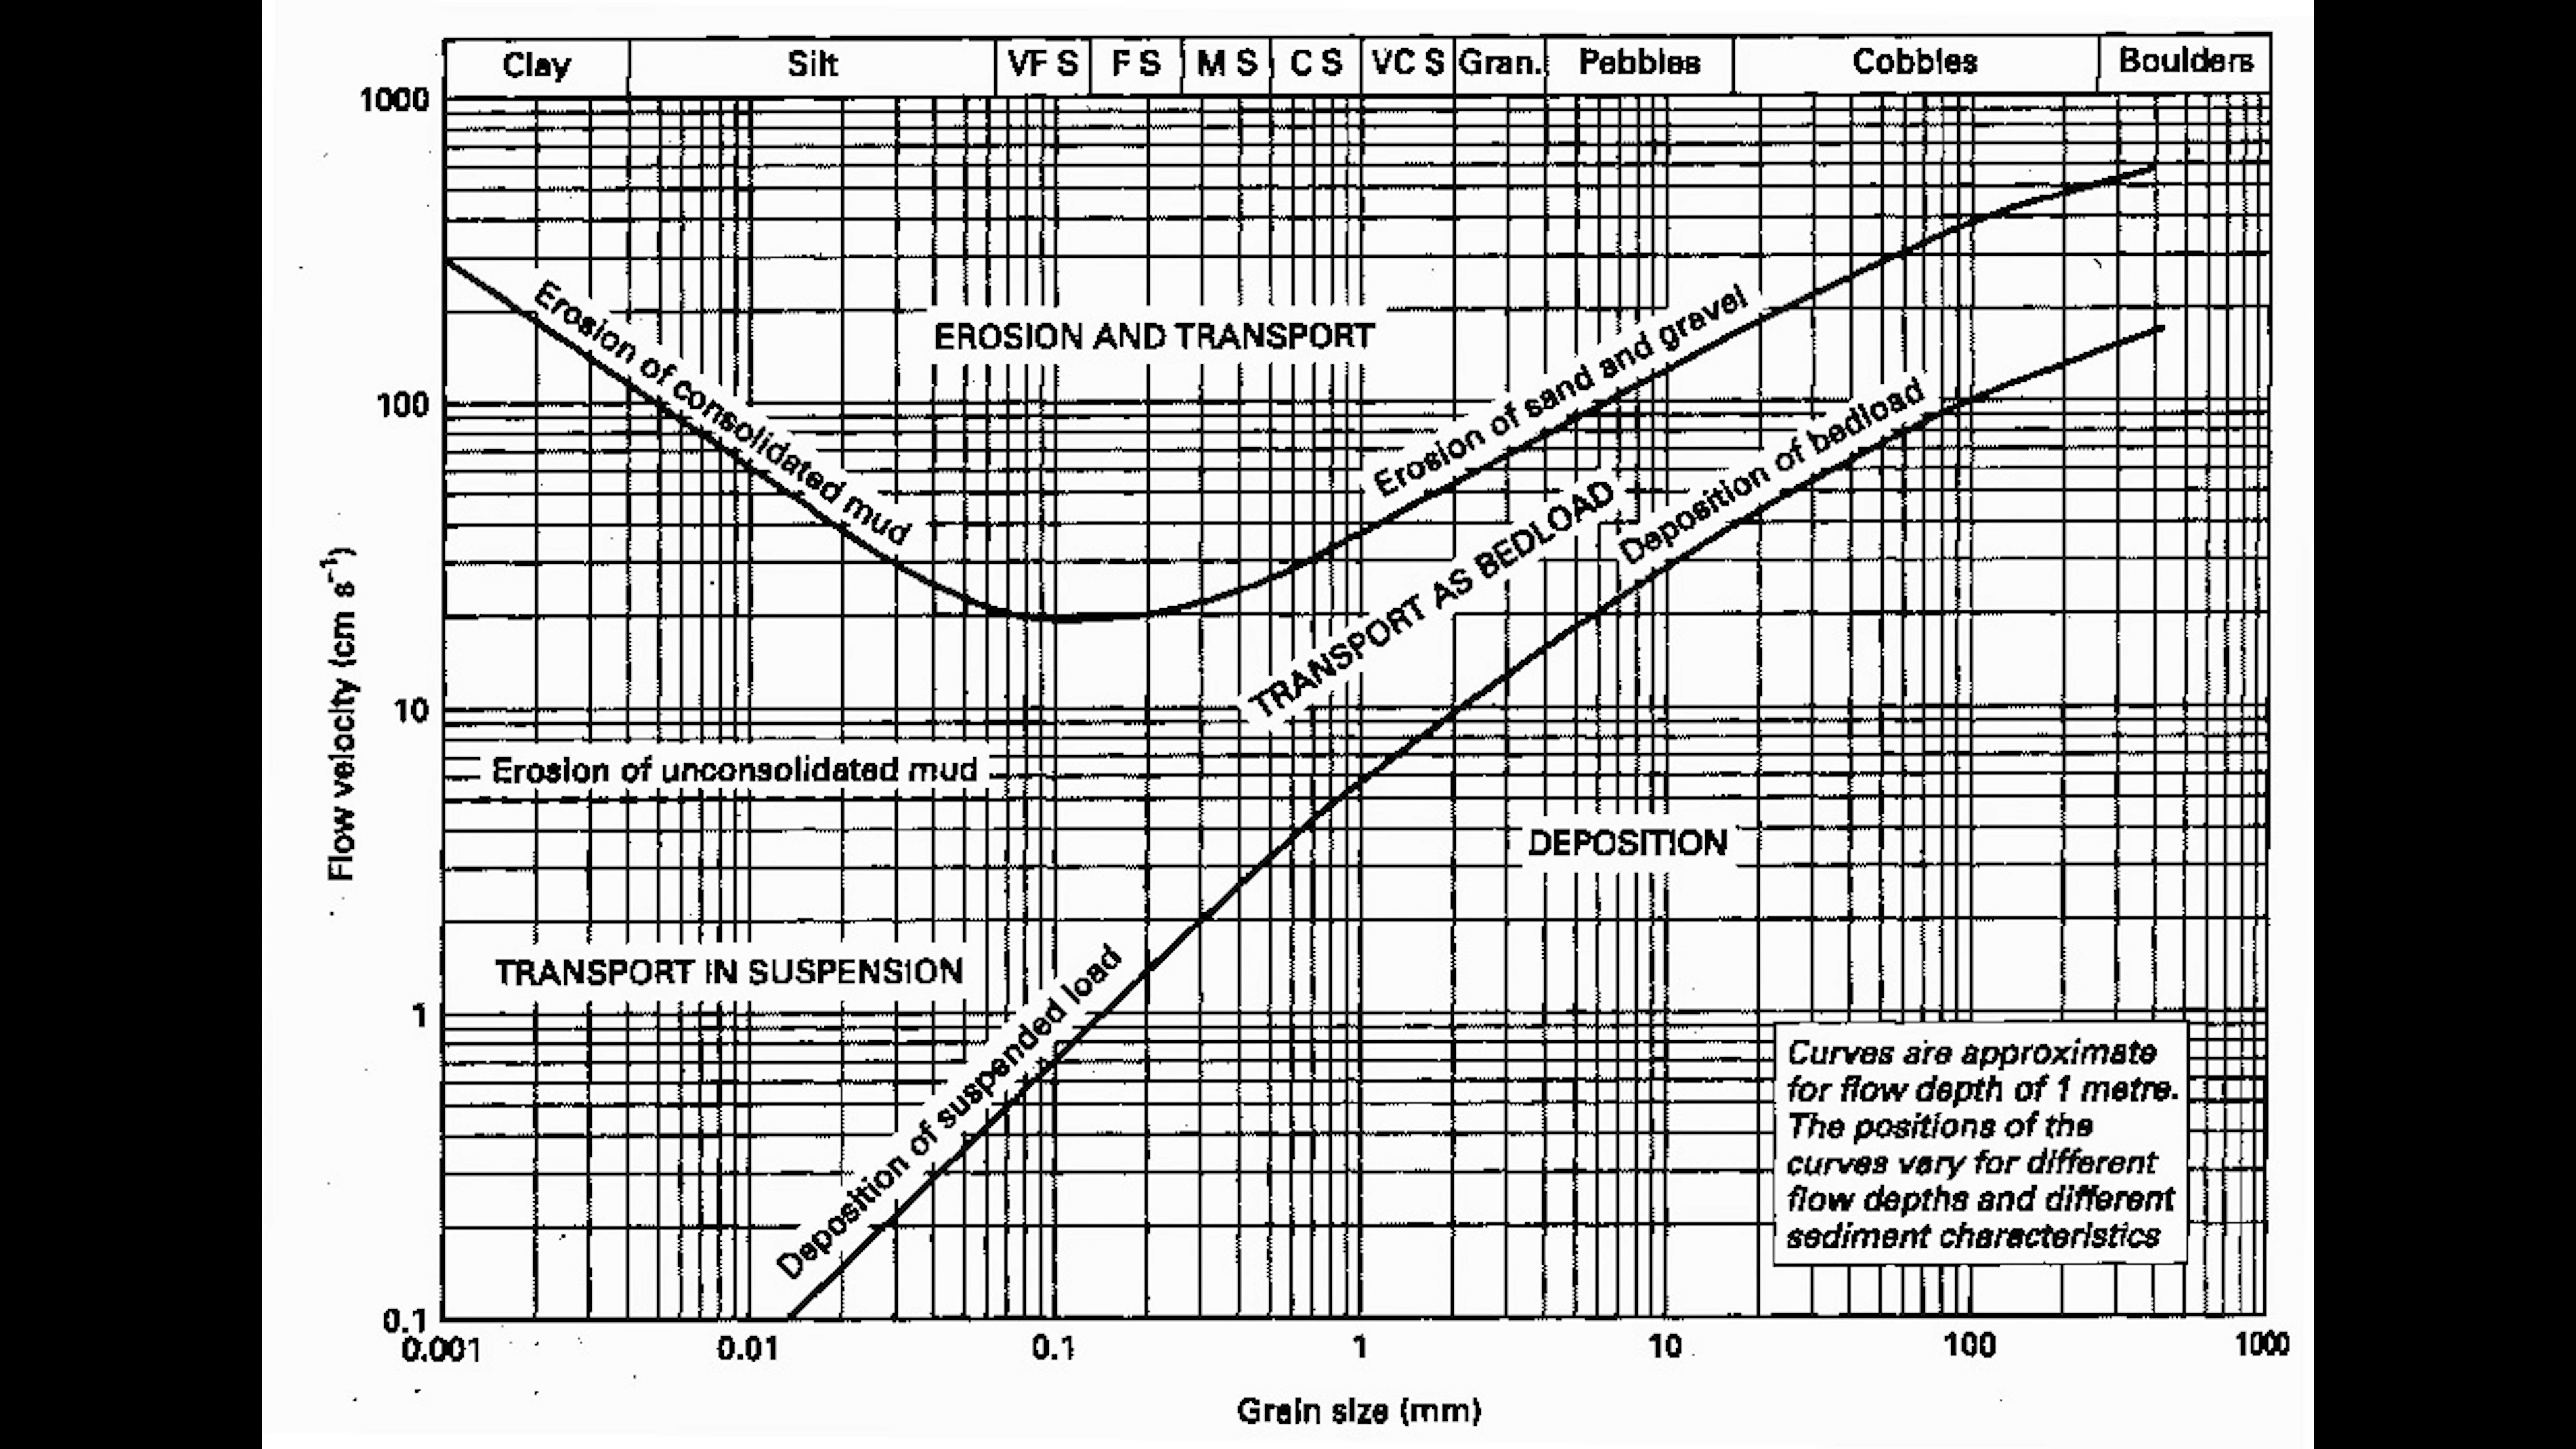 Clay Silt VF S F S M S C S VC S Gran. Pebbles Cobbles Boulders
1000
100
10
1
0.1
Flow velocity (cm s⁻¹)
Erosion of consolidated mud
EROSION AND TRANSPORT
Erosion of sand and gravel
TRANSPORT AS BEDLOAD
Deposition of bedload
Erosion of unconsolidated mud
DEPOSITION
TRANSPORT IN SUSPENSION
Deposition of suspended load
Curves are approximate
for flow depth of 1 metre.
The positions of the
curves vary for different
flow depths and different
sediment characteristics
0.001 0.01 0.1 1 10 100 1000
Grain size (mm)